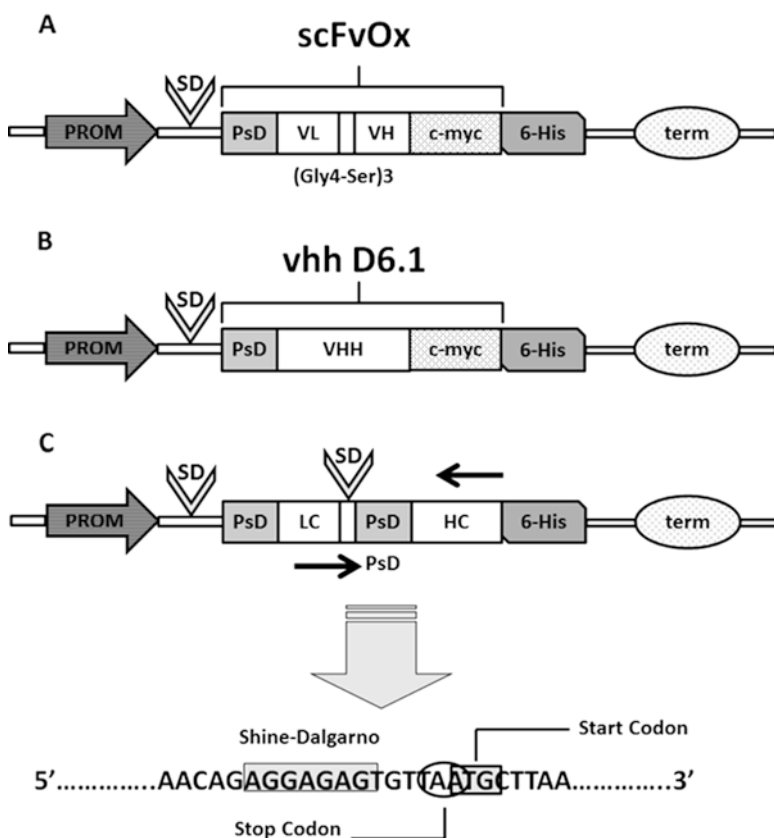 A
scFvOx
SD
PROM PsD VL VH c-myc 6-His term
(Gly4-Ser)3
B
vhh D6.1
SD
PROM PsD VHH c-myc 6-His term
C
SD SD
PROM PsD LC PsD HC 6-His term
PsD
Start Codon
Shine-Dalgarno
5’…………..AACAGAGGAGAGTGTTAATGCTTAA…………..3’
Stop Codon